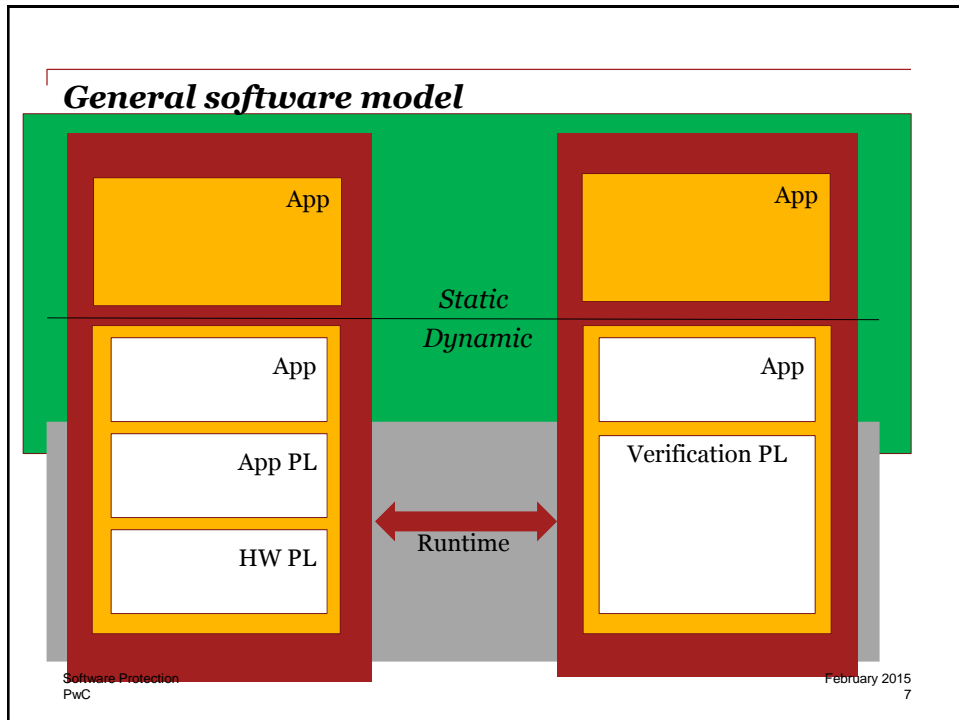 General software model
App
App
Static
Dynamic
App
App
App PL
Verification PL
Runtime
HW PL
Software Protection
PwC
February 2015
7